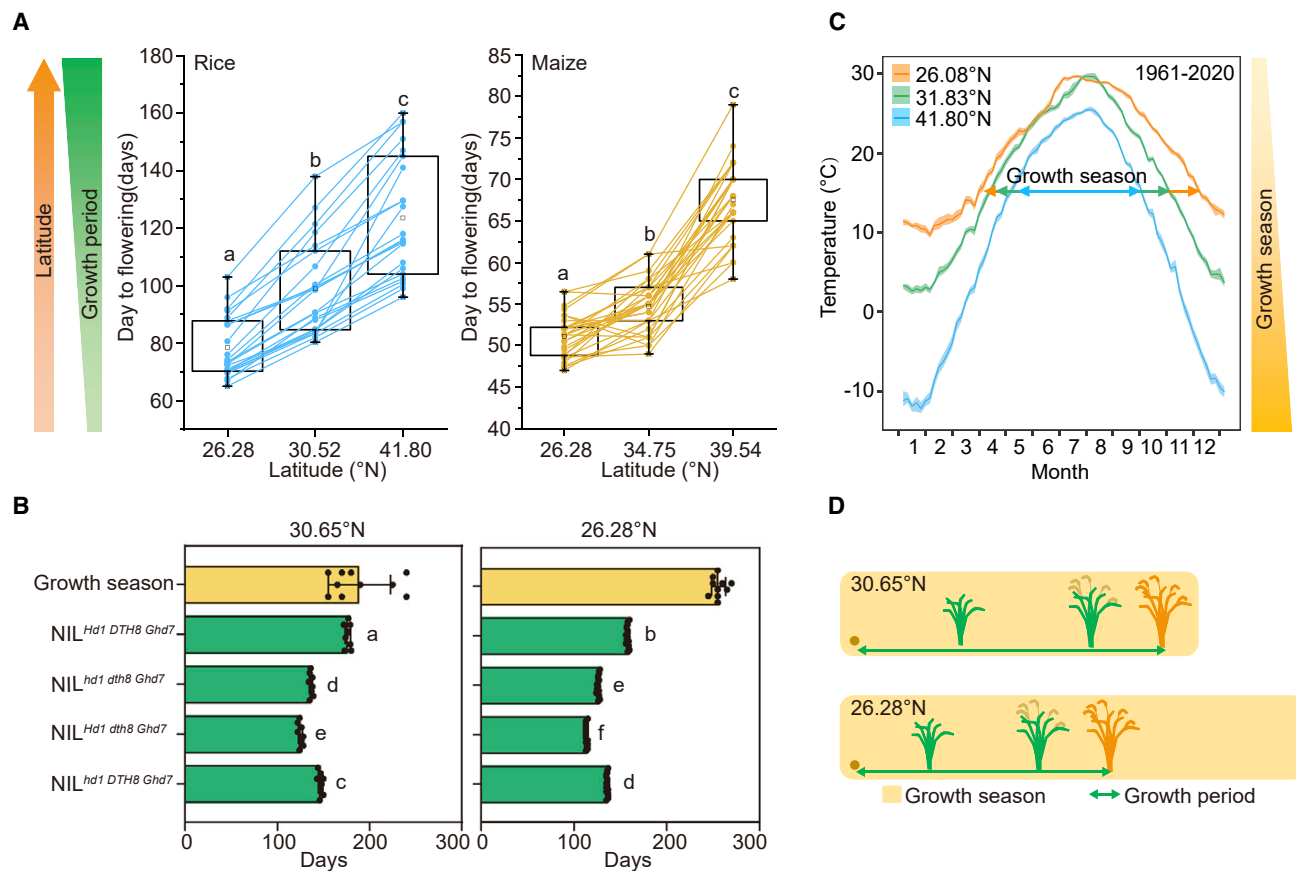 A
Latitude
Growth period
Rice
Day to flowering(days)
180
160
140
120
100
80
60
a
b
c
26.28 30.52 41.80
Latitude (°N)
Maize
Day to flowering(days)
85
80
75
70
65
60
55
50
45
40
a
b
c
26.28 34.75 39.54
Latitude (°N)
C
1961-2020
26.08°N
31.83°N
41.80°N
Growth season
Temperature (°C)
30
20
10
0
-10
1 2 3 4 5 6 7 8 9 10 11 12
Month
Growth season
B
30.65°N
26.28°N
Growth season
NIL Hd1 DTH8 Ghd7
a
b
NIL hd1 dth8 Ghd7
d
e
NIL Hd1 dth8 Ghd7
e
f
NIL hd1 DTH8 Ghd7
c
d
0 100 200 300
Days
0 100 200 300
Days
D
30.65°N
26.28°N
Growth season
Growth period